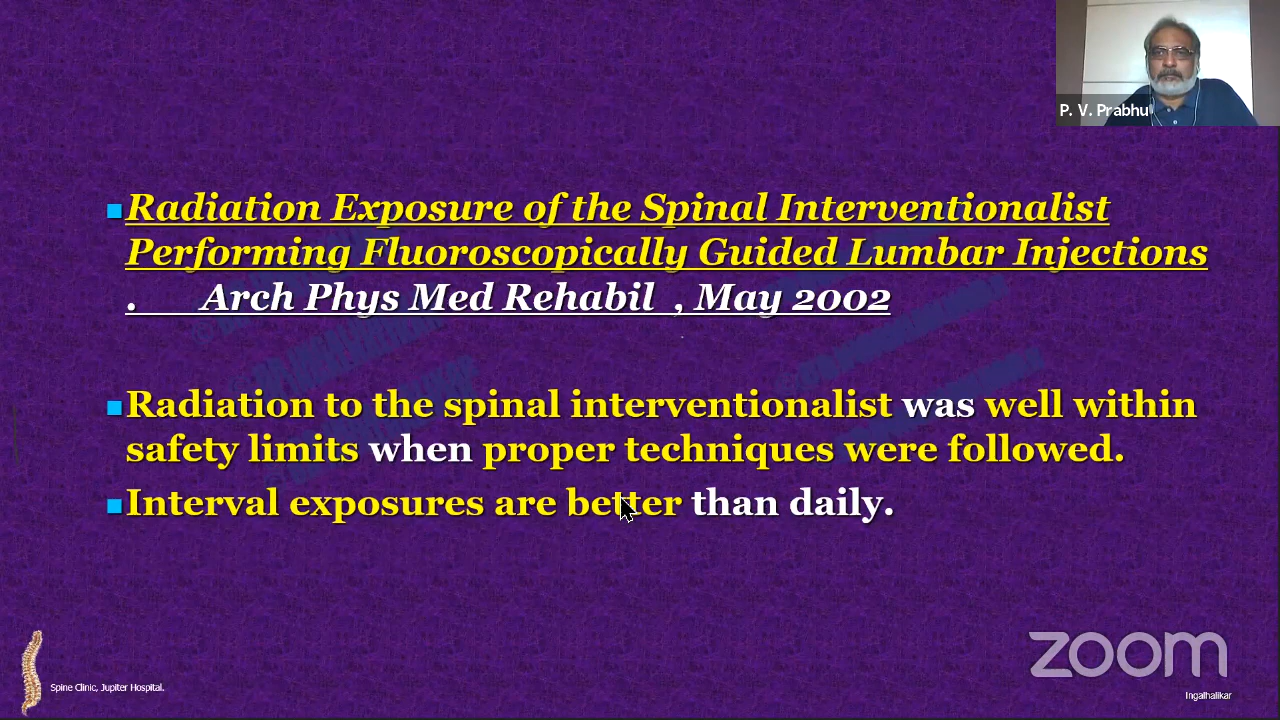 P. V. Prabhu
Radiation Exposure of the Spinal Interventionalist
Performing Fluoroscopically Guided Lumbar Injections
. Arch Phys Med Rehabil , May 2002
Radiation to the spinal interventionalist was well within
safety limits when proper techniques were followed.
Interval exposures are better than daily.
zoom
Spine Clinic, Jupiter Hospital.
Ingalhalikar